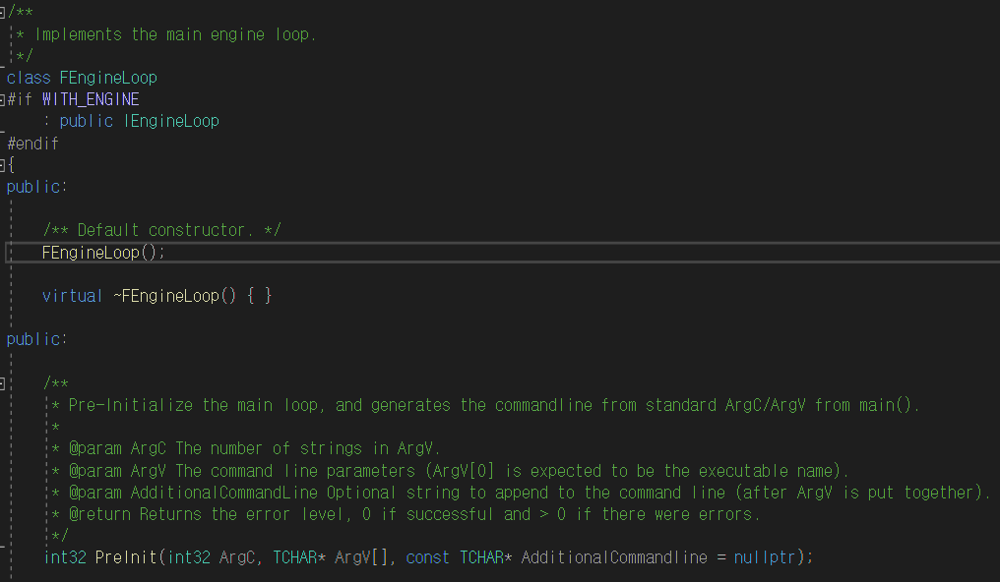 /**
* Implements the main engine loop.
*/
class FEngineLoop
#if WITH_ENGINE
: public IEngineLoop
#endif
{
public:
/** Default constructor. */
FEngineLoop();
virtual ~FEngineLoop() { }
public:
/**
* Pre-Initialize the main loop, and generates the commandline from standard ArgC/ArgV from main().
*
* @param ArgC The number of strings in ArgV.
* @param ArgV The command line parameters (ArgV[0] is expected to be the executable name).
* @param AdditionalCommandLine Optional string to append to the command line (after ArgV is put together).
* @return Returns the error level, 0 if successful and > 0 if there were errors.
*/
int32 PreInit(int32 ArgC, TCHAR* ArgV[], const TCHAR* AdditionalCommandline = nullptr);